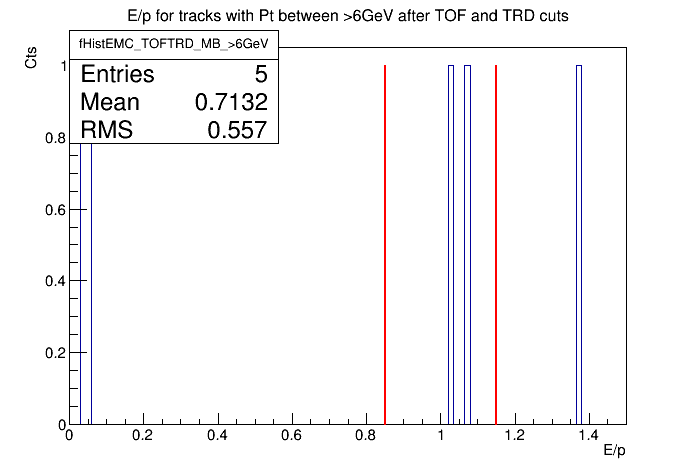 E/p for tracks with Pt between >6GeV after TOF and TRD cuts
Cts
fHistEMC_TOFTRD_MB_>6GeV
Entries 5
Mean 0.7132
RMS 0.557
1
0.8
0.6
0.4
0.2
0
0 0.2 0.4 0.6 0.8 1 1.2 1.4
E/p